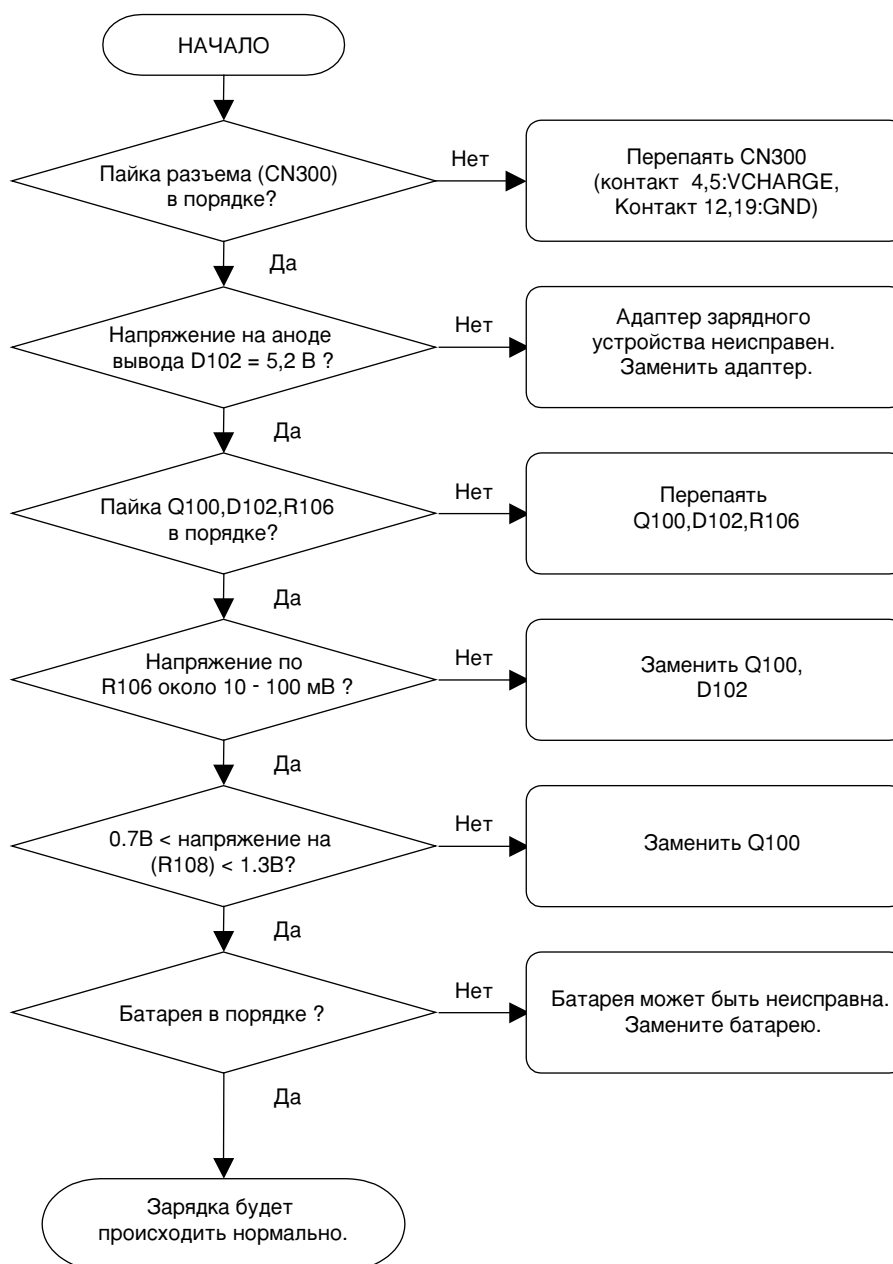 НАЧАЛО
Пайка разъема (CN300)
в порядке?
Нет
Перепаять CN300
(контакт 4,5:VCHARGE,
Контакт 12,19:GND)
Да
Напряжение на аноде
вывода D102 = 5,2 В ?
Нет
Адаптер зарядного
устройства неисправен.
Заменить адаптер.
Да
Пайка Q100,D102,R106
в порядке?
Нет
Перепаять
Q100,D102,R106
Да
Напряжение по
R106 около 10 - 100 мВ ?
Нет
Заменить Q100,
D102
Да
0.7В < напряжение на
(R108) < 1.3В?
Нет
Заменить Q100
Да
Батарея в порядке ?
Нет
Батарея может быть неисправна.
Замените батарею.
Да
Зарядка будет
происходить нормально.